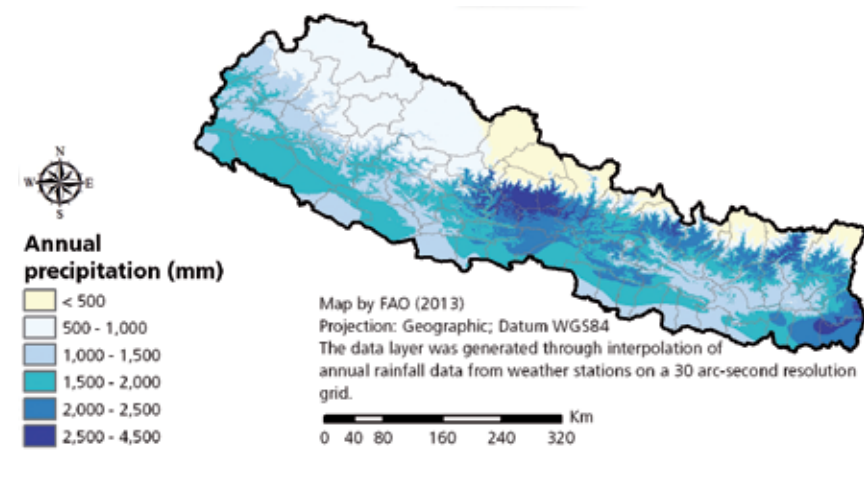 N
W E
S
Annual
precipitation (mm)
< 500
500 - 1,000
1,000 - 1,500
1,500 - 2,000
2,000 - 2,500
2,500 - 4,500
Map by FAO (2013)
Projection: Geographic; Datum WGS84
The data layer was generated through interpolation of
annual rainfall data from weather stations on a 30 arc-second resolution
grid.
Km
0 40 80 160 240 320